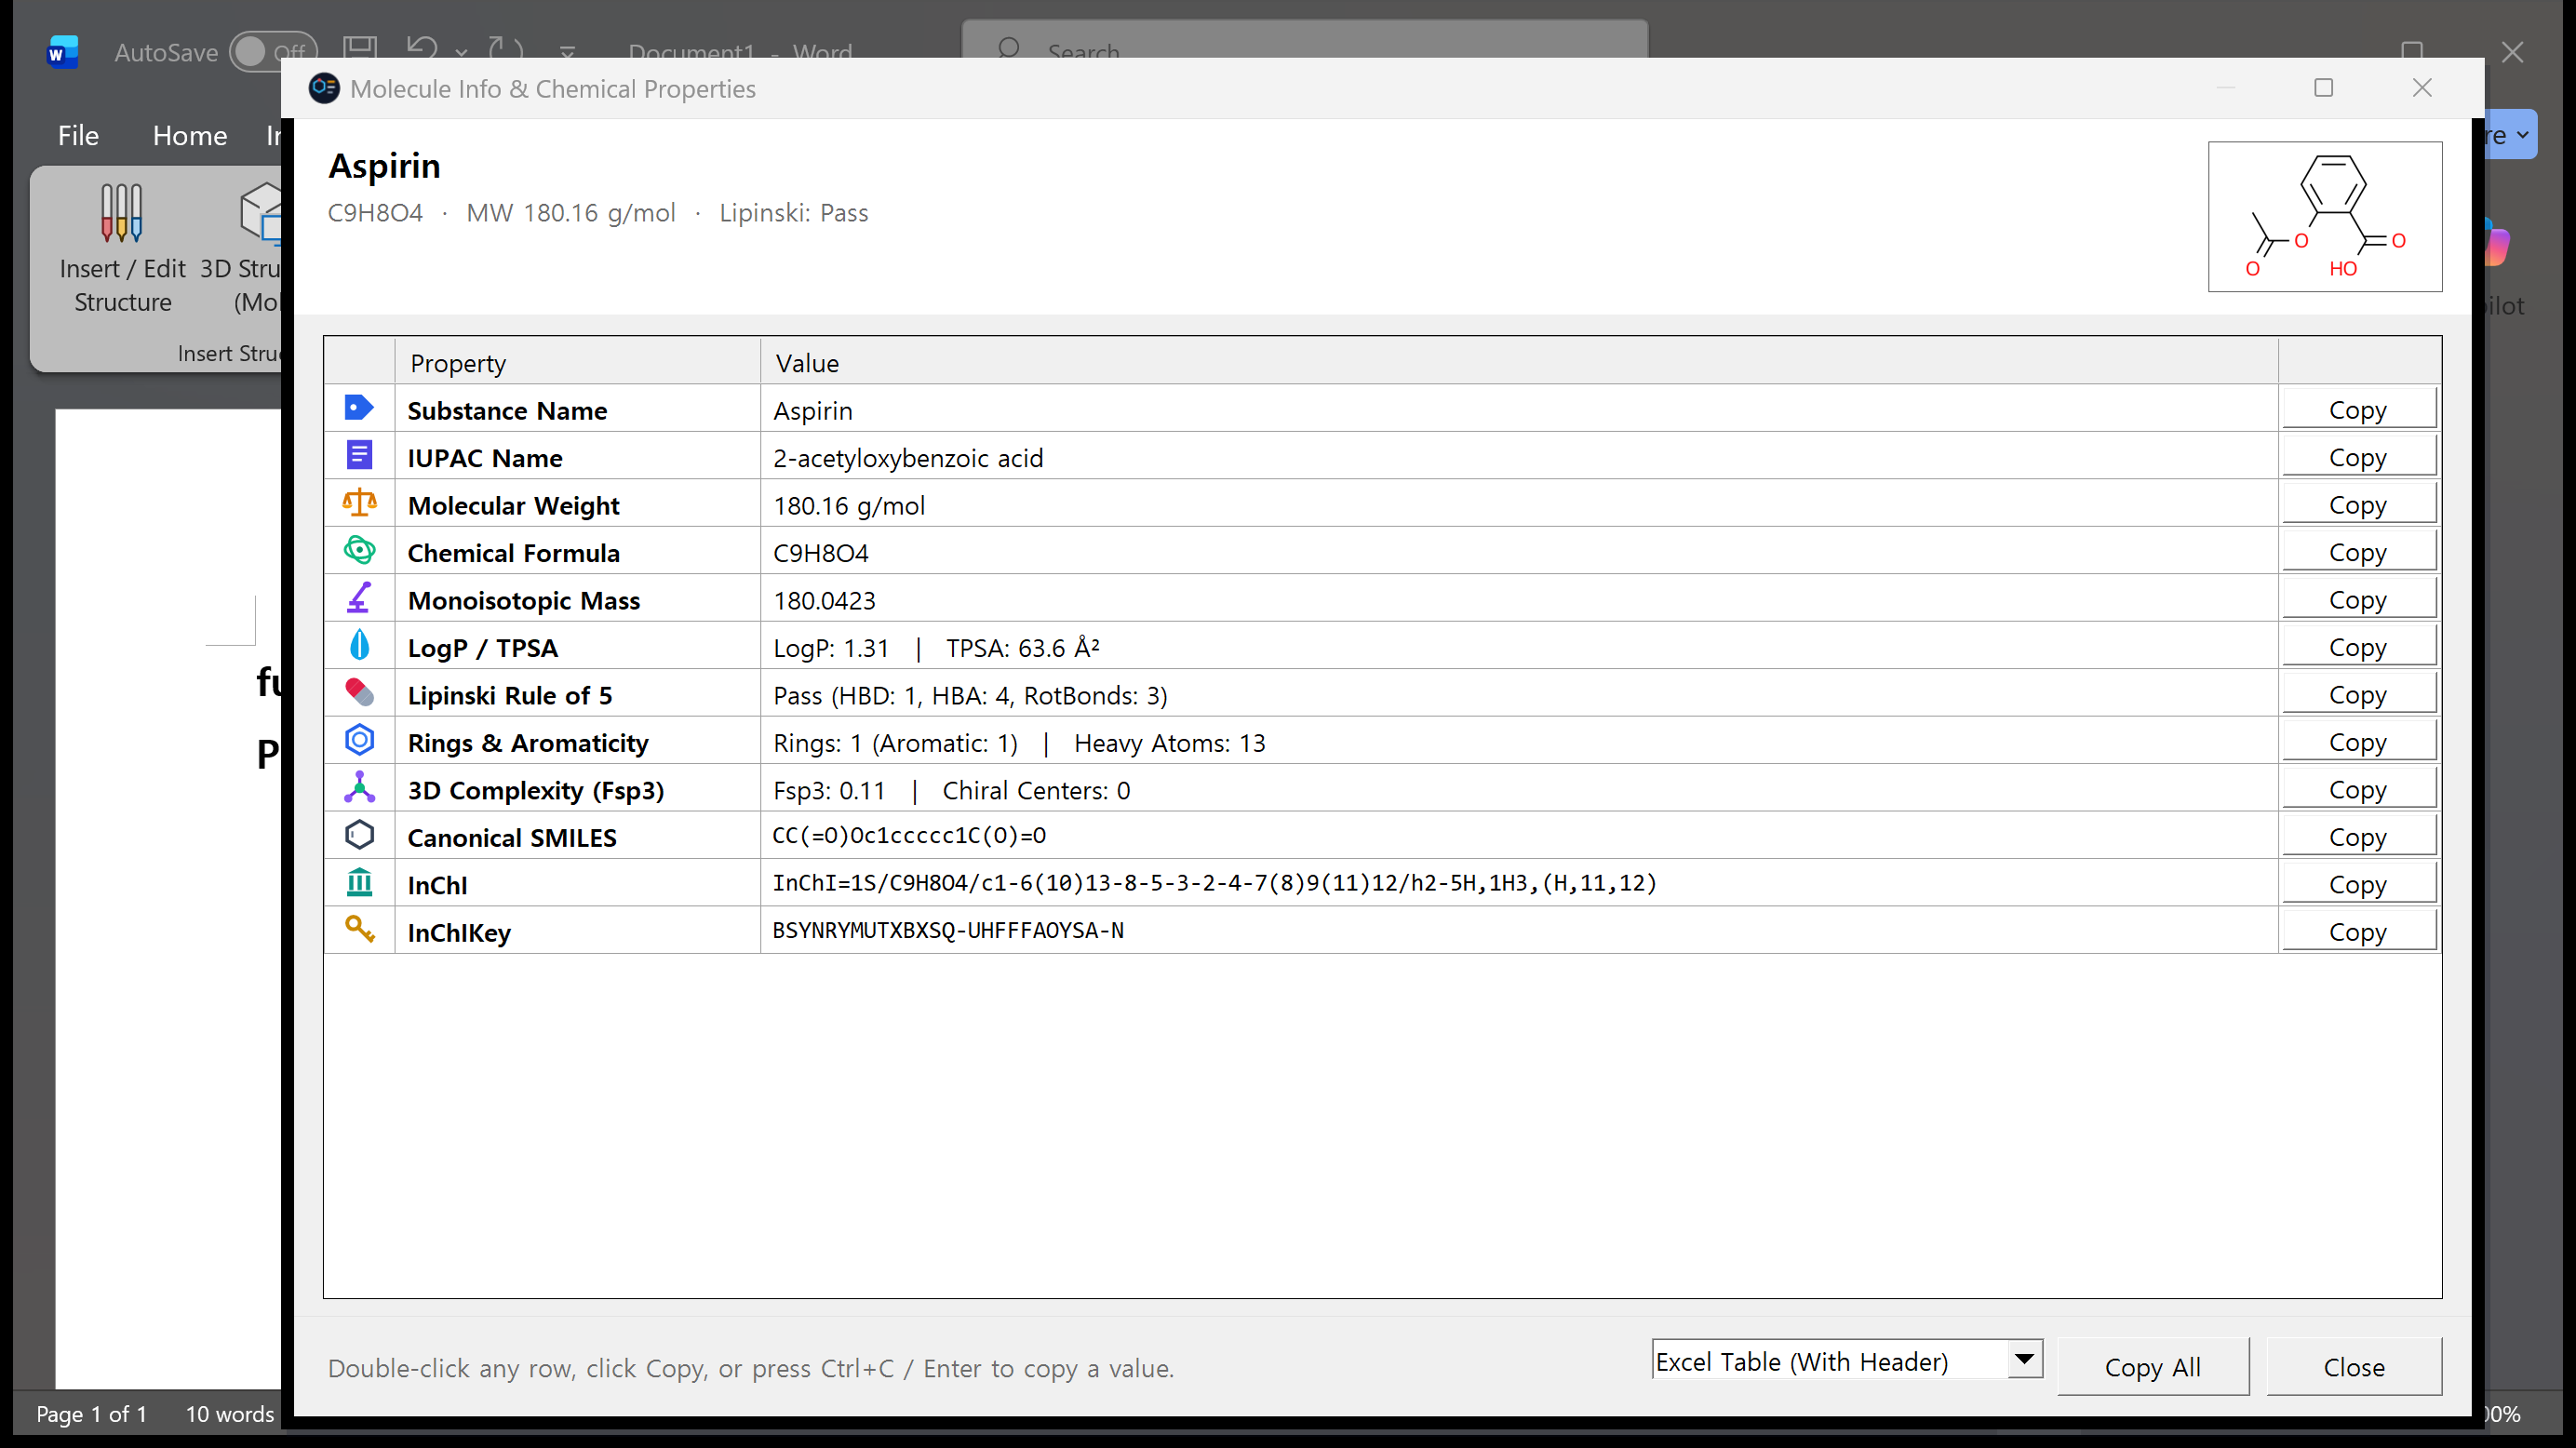 AutoSave Off Document1 - Word Search
Molecule Info & Chemical Properties
File Home
Aspirin
C9H8O4 · MW 180.16 g/mol · Lipinski: Pass
O O HO O
Insert / Edit
Structure
3D
Insert
Property Value
Substance Name Aspirin Copy
IUPAC Name 2-acetyloxybenzoic acid Copy
Molecular Weight 180.16 g/mol Copy
Chemical Formula C9H8O4 Copy
Monoisotopic Mass 180.0423 Copy
LogP / TPSA LogP: 1.31 | TPSA: 63.6 Å² Copy
Lipinski Rule of 5 Pass (HBD: 1, HBA: 4, RotBonds: 3) Copy
Rings & Aromaticity Rings: 1 (Aromatic: 1) | Heavy Atoms: 13 Copy
3D Complexity (Fsp3) Fsp3: 0.11 | Chiral Centers: 0 Copy
Canonical SMILES CC(=O)Oc1ccccc1C(O)=O Copy
InChI InChI=1S/C9H8O4/c1-6(10)13-8-5-3-2-4-7(8)9(11)12/h2-5H,1H3,(H,11,12) Copy
InChIKey BSYNRYMUTXBXSQ-UHFFFAOYSA-N Copy
Double-click any row, click Copy, or press Ctrl+C / Enter to copy a value.
Excel Table (With Header) Copy All Close
Page 1 of 1 10 words